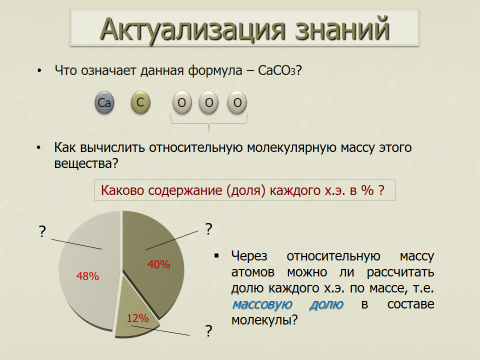 Актуализация знаний
• Что означает данная формула – CaCO₃?
Ca C O O O
• Как вычислить относительную молекулярную массу этого
вещества?
Каково содержание (доля) каждого х.э. в % ?
? ?
48% 40%
12%
?
▪ Через относительную массу
атомов можно ли рассчитать
долю каждого х.э. по массе, т.е.
массовую долю в составе
молекулы?